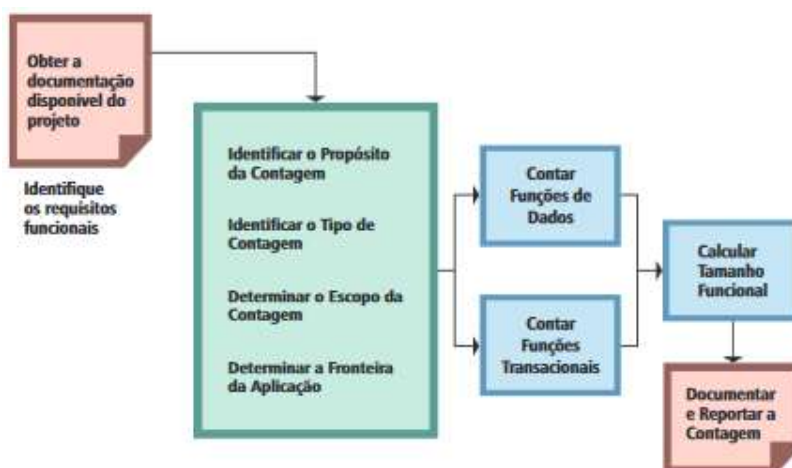 Obter a
documentação
disponível do
projeto
Identifique
os requisitos
funcionais
Identificar o Propósito
da Contagem
Identificar o Tipo de
Contagem
Determinar o Escopo da
Contagem
Determinar a Fronteira
da Aplicação
Contar
Funções de
Dados
Contar
Funções
Transacionais
Calcular
Tamanho
Funcional
Documentar
e Reportar a
Contagem